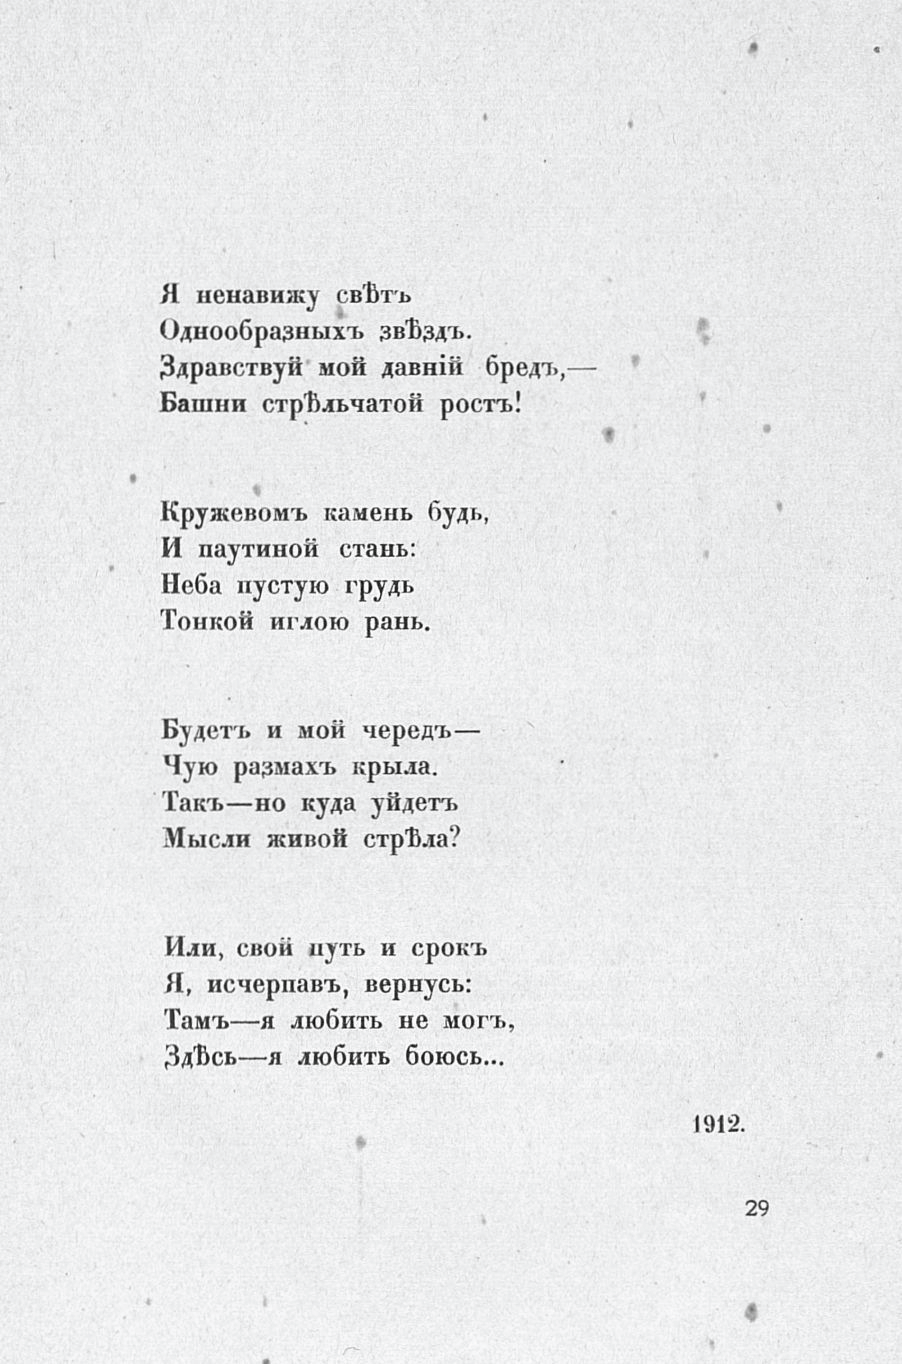 Я ненавижу свѣтъ
Однообразныхъ звѣздъ.
Здравствуй мой давній бредъ,—
Башни стрѣльчатой ростъ!
Кружевомъ камень будь,
И паутиной стань:
Неба пустую грудь
Тонкой иглою рань.
Будетъ и мой чередъ—
Чую размахъ крыла.
Такъ—но куда уйдетъ
Мысли живой стрѣла?
Или, свой путь и срокъ
Я, исчерпавъ, вернусь:
Тамъ—я любить не могъ,
Здѣсь—я любить боюсь...
1912.
29